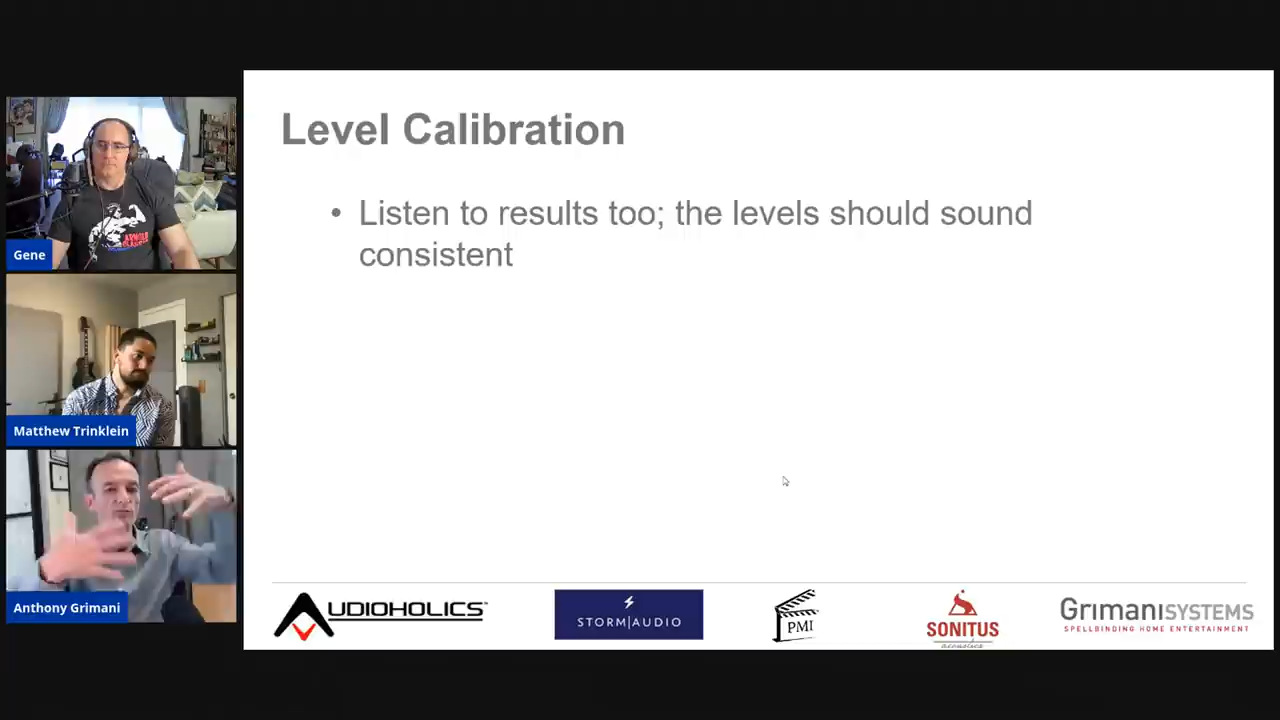 Level Calibration
• Listen to results too; the levels should sound
consistent
Gene
Matthew Trinklein
Anthony Grimani
AUDIOHOLICS
STORM|AUDIO
PMI
SONITUS
acoustics
GRIMANISYSTEMS
SPELLBINDING HOME ENTERTAINMENT